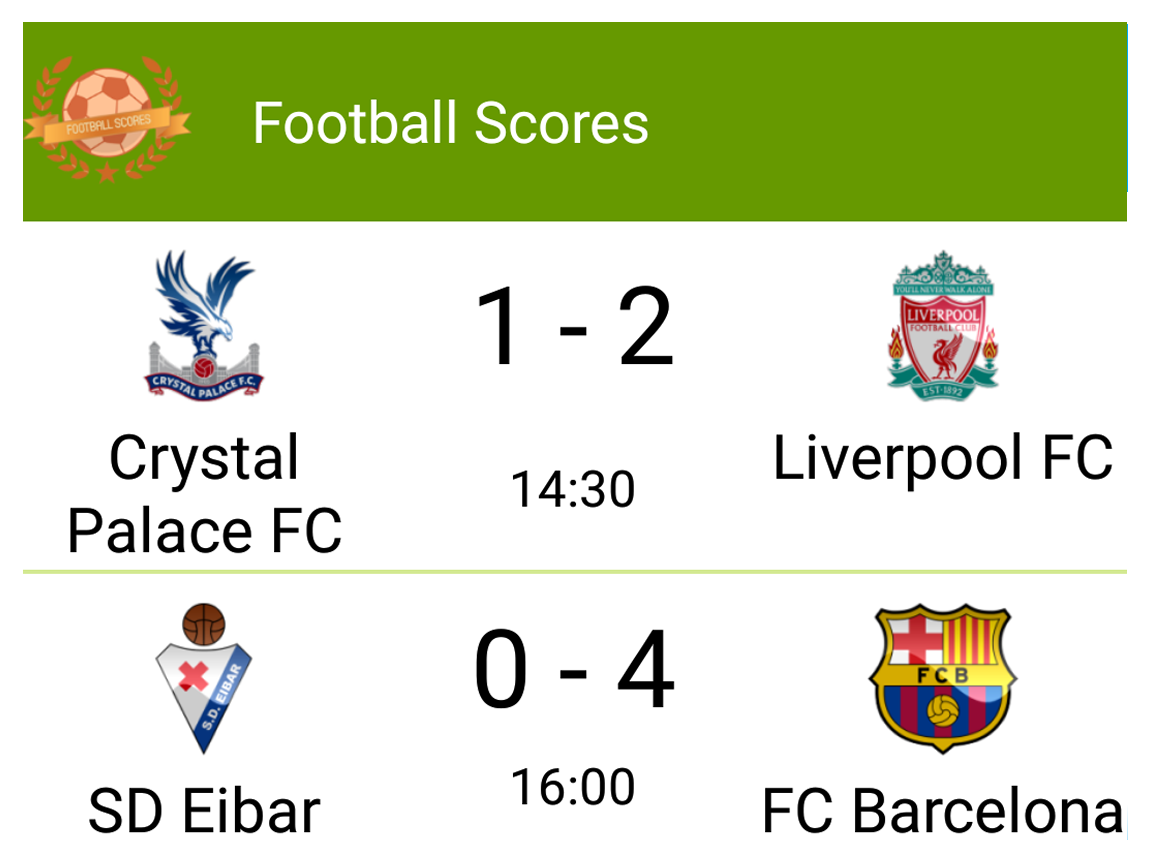 FOOTBALL SCORES
Football Scores
CRYSTAL PALACE F.C.
1 - 2
YOU'LL NEVER WALK ALONE
LIVERPOOL
FOOTBALL CLUB
EST·1892
Crystal
Palace FC
14:30
Liverpool FC
S.D. EIBAR
0 - 4
FCB
SD Eibar
16:00
FC Barcelona